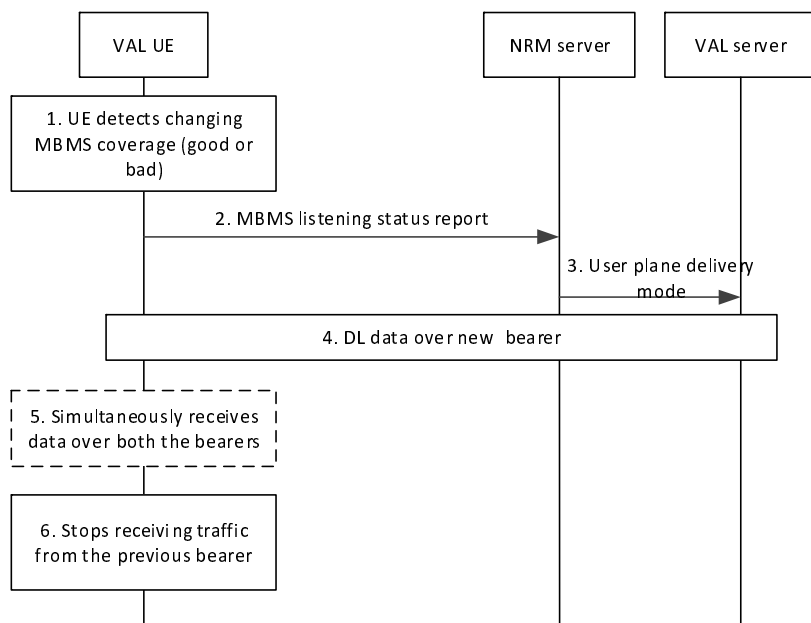 VAL UE
NRM server
VAL server
1. UE detects changing
MBMS coverage (good or
bad)
2. MBMS listening status report
3. User plane delivery
mode
4. DL data over new bearer
5. Simultaneously receives
data over both the bearers
6. Stops receiving traffic
from the previous bearer